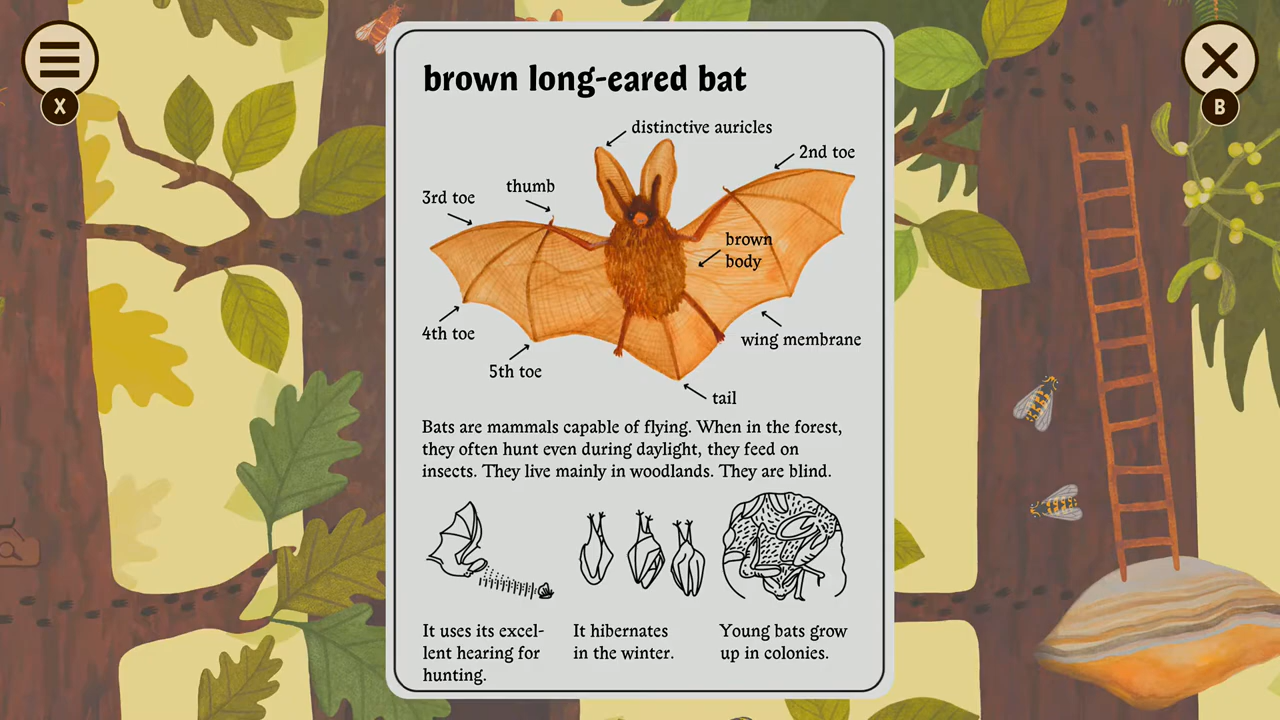 X
B
brown long-eared bat
distinctive auricles
2nd toe
thumb
3rd toe
brown
body
4th toe
wing membrane
5th toe
tail
Bats are mammals capable of flying. When in the forest,
they often hunt even during daylight, they feed on
insects. They live mainly in woodlands. They are blind.
It uses its excel-
lent hearing for
hunting.
It hibernates
in the winter.
Young bats grow
up in colonies.